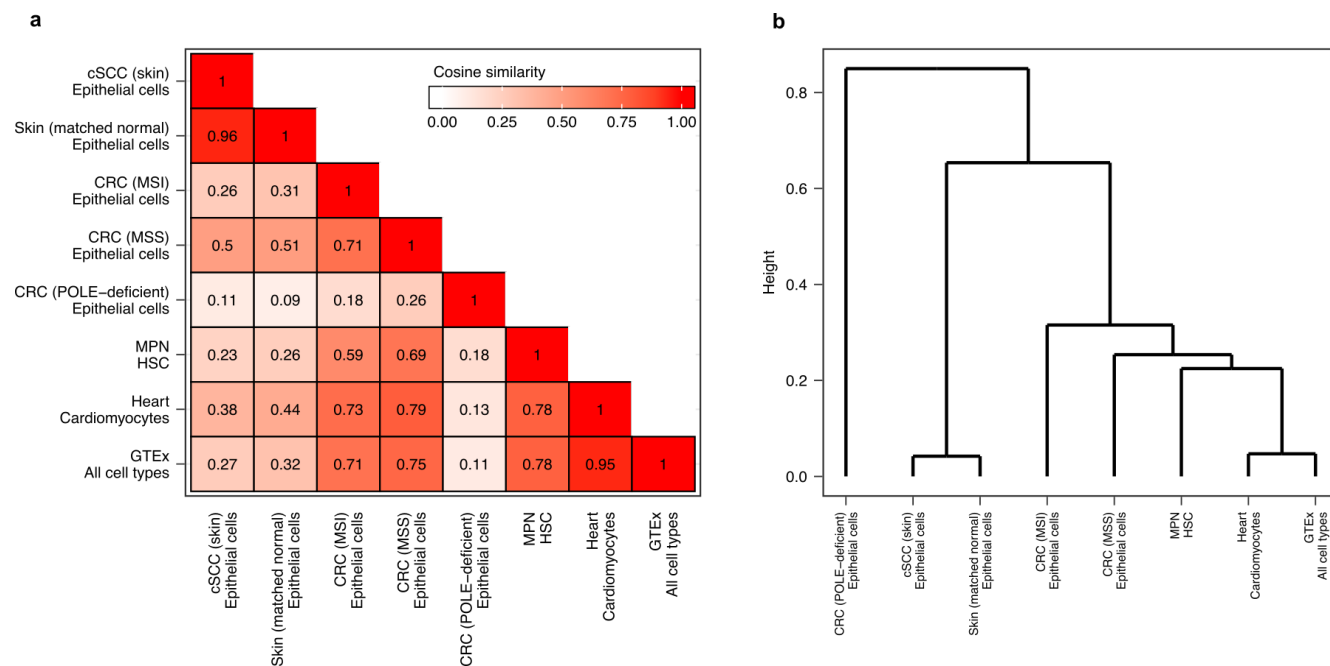 a
cSCC (skin)
Epithelial cells
Skin (matched normal)
Epithelial cells
CRC (MSI)
Epithelial cells
CRC (MSS)
Epithelial cells
CRC (POLE−deficient)
Epithelial cells
MPN
HSC
Heart
Cardiomyocytes
GTEx
All cell types
Cosine similarity
0.00 0.25 0.50 0.75 1.00
1
0.96 1
0.26 0.31 1
0.5 0.51 0.71 1
0.11 0.09 0.18 0.26 1
0.23 0.26 0.59 0.69 0.18 1
0.38 0.44 0.73 0.79 0.13 0.78 1
0.27 0.32 0.71 0.75 0.11 0.78 0.95 1
cSCC (skin)
Epithelial cells
Skin (matched normal)
Epithelial cells
CRC (MSI)
Epithelial cells
CRC (MSS)
Epithelial cells
CRC (POLE−deficient)
Epithelial cells
MPN
HSC
Heart
Cardiomyocytes
GTEx
All cell types
b
Height
0.8
0.6
0.4
0.2
0.0
CRC (POLE−deficient)
Epithelial cells
cSCC (skin)
Epithelial cells
Skin (matched normal)
Epithelial cells
CRC (MSI)
Epithelial cells
CRC (MSS)
Epithelial cells
MPN
HSC
Heart
Cardiomyocytes
GTEx
All cell types